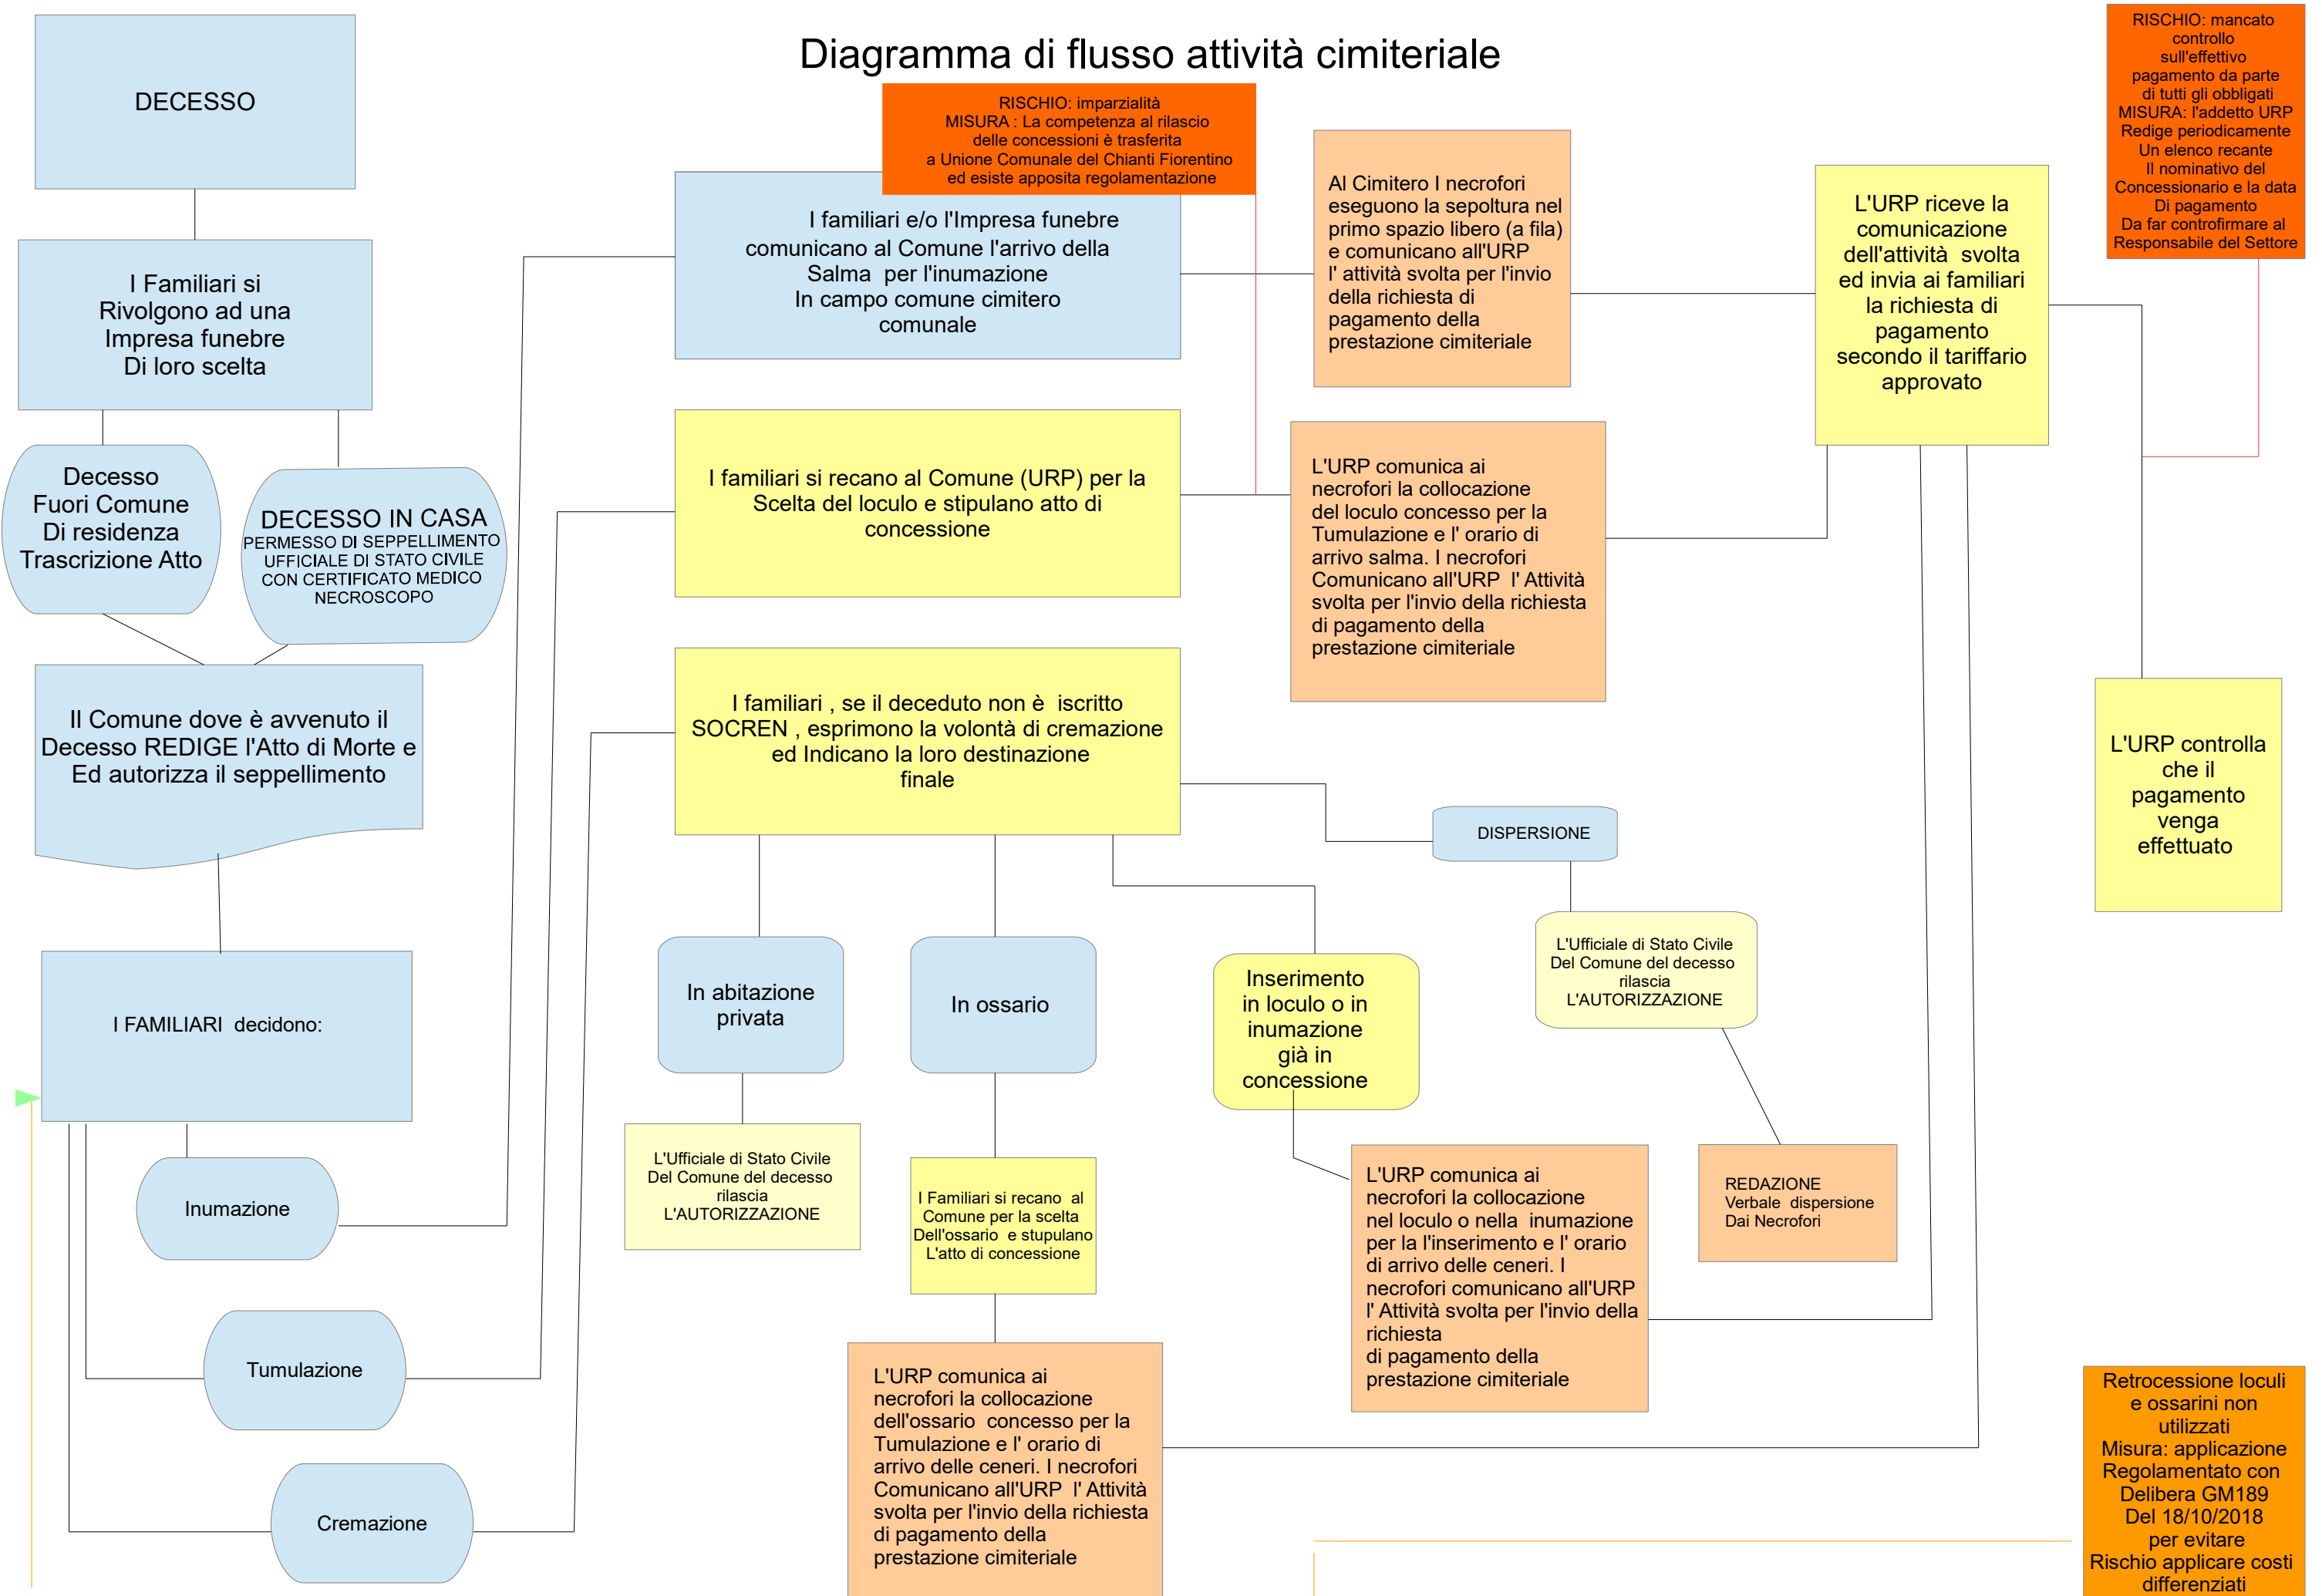 Diagramma di flusso attività cimiteriale
DECESSO
I Familiari si
Rivolgono ad una
Impresa funebre
Di loro scelta
Decesso
Fuori Comune
Di residenza
Trascrizione Atto
DECESSO IN CASA
PERMESSO DI SEPPELLIMENTO
UFFICIALE DI STATO CIVILE
CON CERTIFICATO MEDICO
NECROSCOPO
Il Comune dove è avvenuto il
Decesso REDIGE l'Atto di Morte e
Ed autorizza il seppellimento
I FAMILIARI decidono:
Inumazione
Tumulazione
Cremazione
RISCHIO: imparzialità
MISURA : La competenza al rilascio
delle concessioni è trasferita
a Unione Comunale del Chianti Fiorentino
ed esiste apposita regolamentazione
I familiari e/o l'Impresa funebre
comunicano al Comune l'arrivo della
Salma per l'inumazione
In campo comune cimitero
comunale
Al Cimitero I necrofori
eseguono la sepoltura nel
primo spazio libero (a fila)
e comunicano all'URP
l' attività svolta per l'invio
della richiesta di
pagamento della
prestazione cimiteriale
L'URP riceve la
comunicazione
dell'attività svolta
ed invia ai familiari
la richiesta di
pagamento
secondo il tariffario
approvato
RISCHIO: mancato
controllo
sull'effettivo
pagamento da parte
di tutti gli obbligati
MISURA: l'addetto URP
Redige periodicamente
Un elenco recante
Il nominativo del
Concessionario e la data
Di pagamento
Da far controfirmare al
Responsabile del Settore
I familiari si recano al Comune (URP) per la
Scelta del loculo e stipulano atto di
concessione
L'URP comunica ai
necrofori la collocazione
del loculo concesso per la
Tumulazione e l' orario di
arrivo salma. I necrofori
Comunicano all'URP l' Attività
svolta per l'invio della richiesta
di pagamento della
prestazione cimiteriale
I familiari , se il deceduto non è iscritto
SOCREN , esprimono la volontà di cremazione
ed Indicano la loro destinazione
finale
L'URP controlla
che il
pagamento
venga
effettuato
DISPERSIONE
L'Ufficiale di Stato Civile
Del Comune del decesso
rilascia
L'AUTORIZZAZIONE
REDAZIONE
Verbale dispersione
Dai Necrofori
In abitazione
privata
L'Ufficiale di Stato Civile
Del Comune del decesso
rilascia
L'AUTORIZZAZIONE
In ossario
I Familiari si recano al
Comune per la scelta
Dell'ossario e stupulano
L'atto di concessione
L'URP comunica ai
necrofori la collocazione
dell'ossario concesso per la
Tumulazione e l' orario di
arrivo delle ceneri. I necrofori
Comunicano all'URP l' Attività
svolta per l'invio della richiesta
di pagamento della
prestazione cimiteriale
Inserimento
in loculo o in
inumazione
già in
concessione
L'URP comunica ai
necrofori la collocazione
nel loculo o nella inumazione
per la l'inserimento e l' orario
di arrivo delle ceneri. I
necrofori comunicano all'URP
l' Attività svolta per l'invio della
richiesta
di pagamento della
prestazione cimiteriale
Retrocessione loculi
e ossarini non
utilizzati
Misura: applicazione
Regolamentato con
Delibera GM189
Del 18/10/2018
per evitare
Rischio applicare costi
differenziati